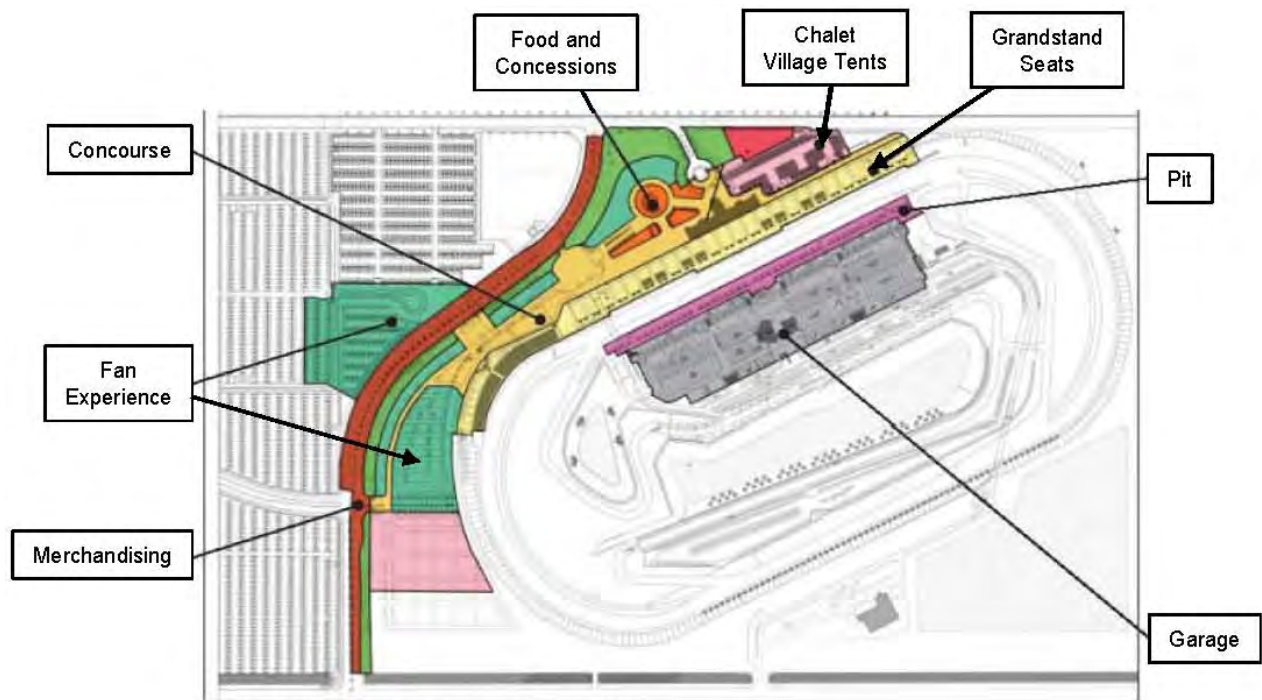 Food and
Concessions
Chalet
Village Tents
Grandstand
Seats
Concourse
Pit
Fan
Experience
Merchandising
Garage